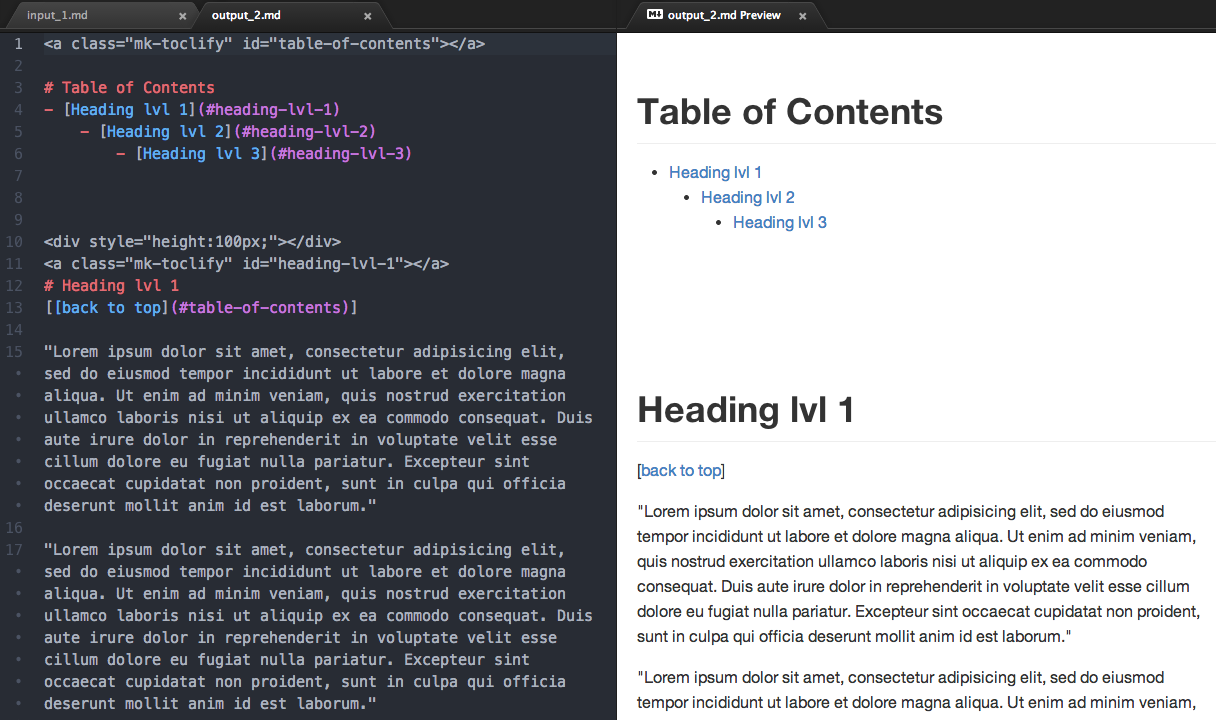 input_1.md
output_2.md
output_2.md Preview
1 <a class="mk-toclify" id="table-of-contents"></a>
2
3 # Table of Contents
4 - [Heading lvl 1](#heading-lvl-1)
5 - [Heading lvl 2](#heading-lvl-2)
6 - [Heading lvl 3](#heading-lvl-3)
7
8
9
10 <div style="height:100px;"></div>
11 <a class="mk-toclify" id="heading-lvl-1"></a>
12 # Heading lvl 1
13 [[back to top](#table-of-contents)]
14
15 "Lorem ipsum dolor sit amet, consectetur adipisicing elit,
sed do eiusmod tempor incididunt ut labore et dolore magna
aliqua. Ut enim ad minim veniam, quis nostrud exercitation
ullamco laboris nisi ut aliquip ex ea commodo consequat. Duis
aute irure dolor in reprehenderit in voluptate velit esse
cillum dolore eu fugiat nulla pariatur. Excepteur sint
occaecat cupidatat non proident, sunt in culpa qui officia
deserunt mollit anim id est laborum."
16
17 "Lorem ipsum dolor sit amet, consectetur adipisicing elit,
sed do eiusmod tempor incididunt ut labore et dolore magna
aliqua. Ut enim ad minim veniam, quis nostrud exercitation
ullamco laboris nisi ut aliquip ex ea commodo consequat. Duis
aute irure dolor in reprehenderit in voluptate velit esse
cillum dolore eu fugiat nulla pariatur. Excepteur sint
occaecat cupidatat non proident, sunt in culpa qui officia
deserunt mollit anim id est laborum."
Table of Contents
• Heading lvl 1
• Heading lvl 2
• Heading lvl 3
Heading lvl 1
[back to top]
"Lorem ipsum dolor sit amet, consectetur adipisicing elit, sed do eiusmod
tempor incididunt ut labore et dolore magna aliqua. Ut enim ad minim veniam,
quis nostrud exercitation ullamco laboris nisi ut aliquip ex ea commodo
consequat. Duis aute irure dolor in reprehenderit in voluptate velit esse cillum
dolore eu fugiat nulla pariatur. Excepteur sint occaecat cupidatat non proident,
sunt in culpa qui officia deserunt mollit anim id est laborum."
"Lorem ipsum dolor sit amet, consectetur adipisicing elit, sed do eiusmod
tempor incididunt ut labore et dolore magna aliqua. Ut enim ad minim veniam,